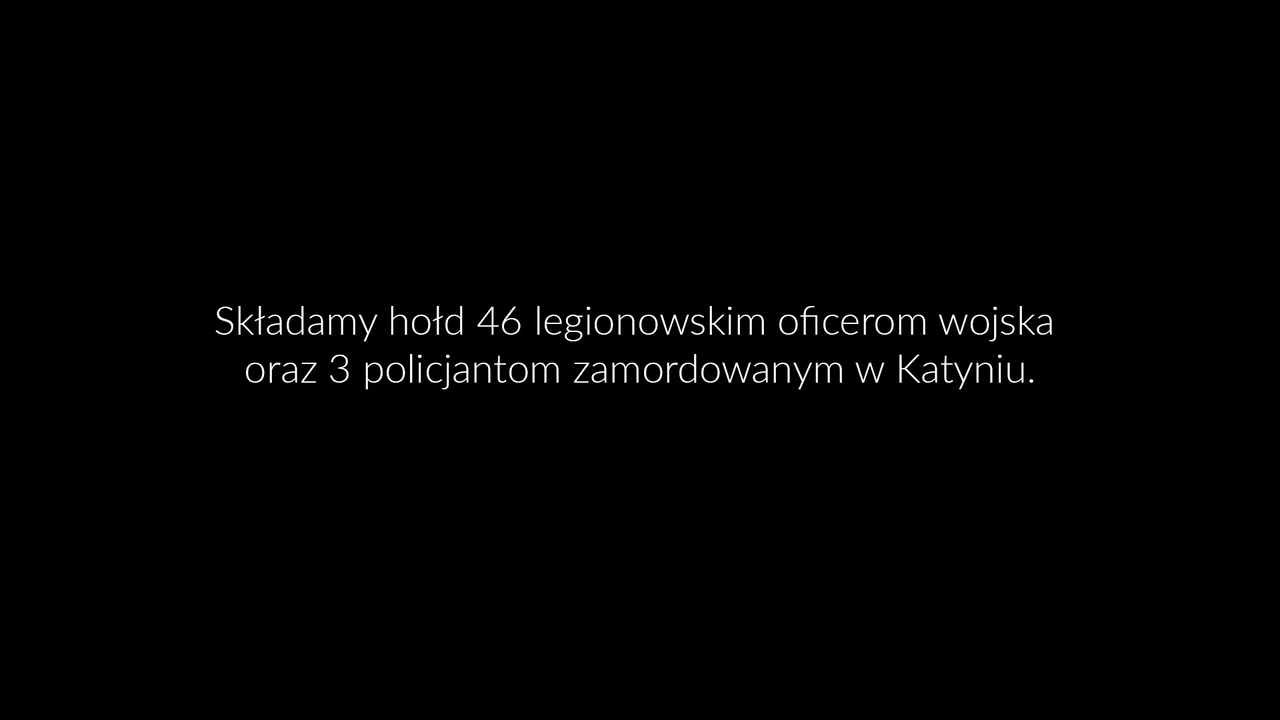 Składamy hołd 46 legionowskim oficerom wojska
oraz 3 policjantom zamordowanym w Katyniu.